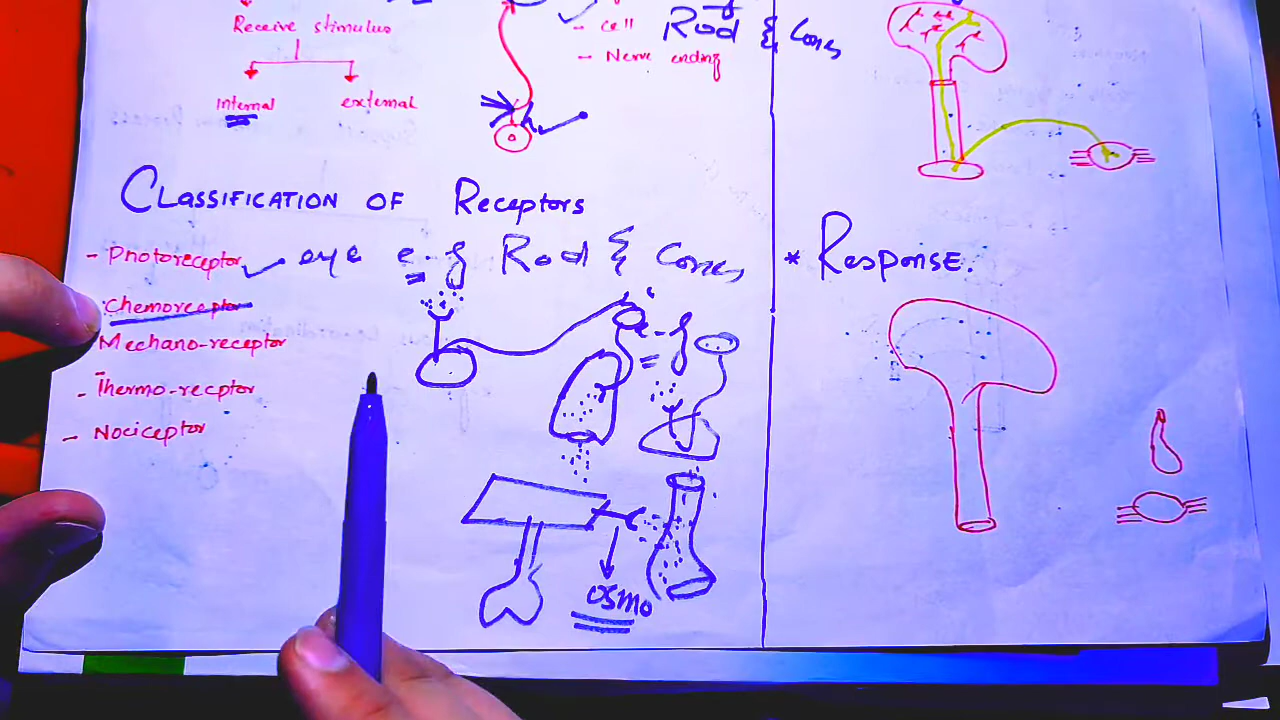 Receive stimulus
Internal
external
- Cell
Rod & Cones
- Nerve ending
CLASSIFICATION OF Receptors
- Photoreceptor eye e.g Rod & Cones
Chemoreceptor
Mechano-receptor
- Thermo-recptor
- Nociceptor
e-g
osmo
* Response.